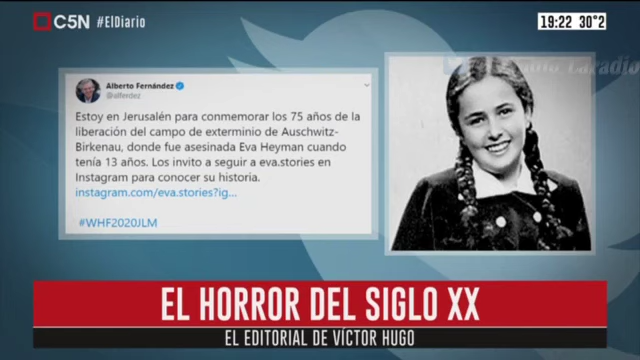 C5N #ElDiario
19:22 30°2
Alberto Fernández
@alferdez
Estoy en Jerusalén para conmemorar los 75 años de la
liberación del campo de exterminio de Auschwitz-
Birkenau, donde fue asesinada Eva Heyman cuando
tenía 13 años. Los invito a seguir a eva.stories en
Instagram para conocer su historia.
instagram.com/eva.stories?ig...
#WHF2020JLM
EL HORROR DEL SIGLO XX
EL EDITORIAL DE VÍCTOR HUGO